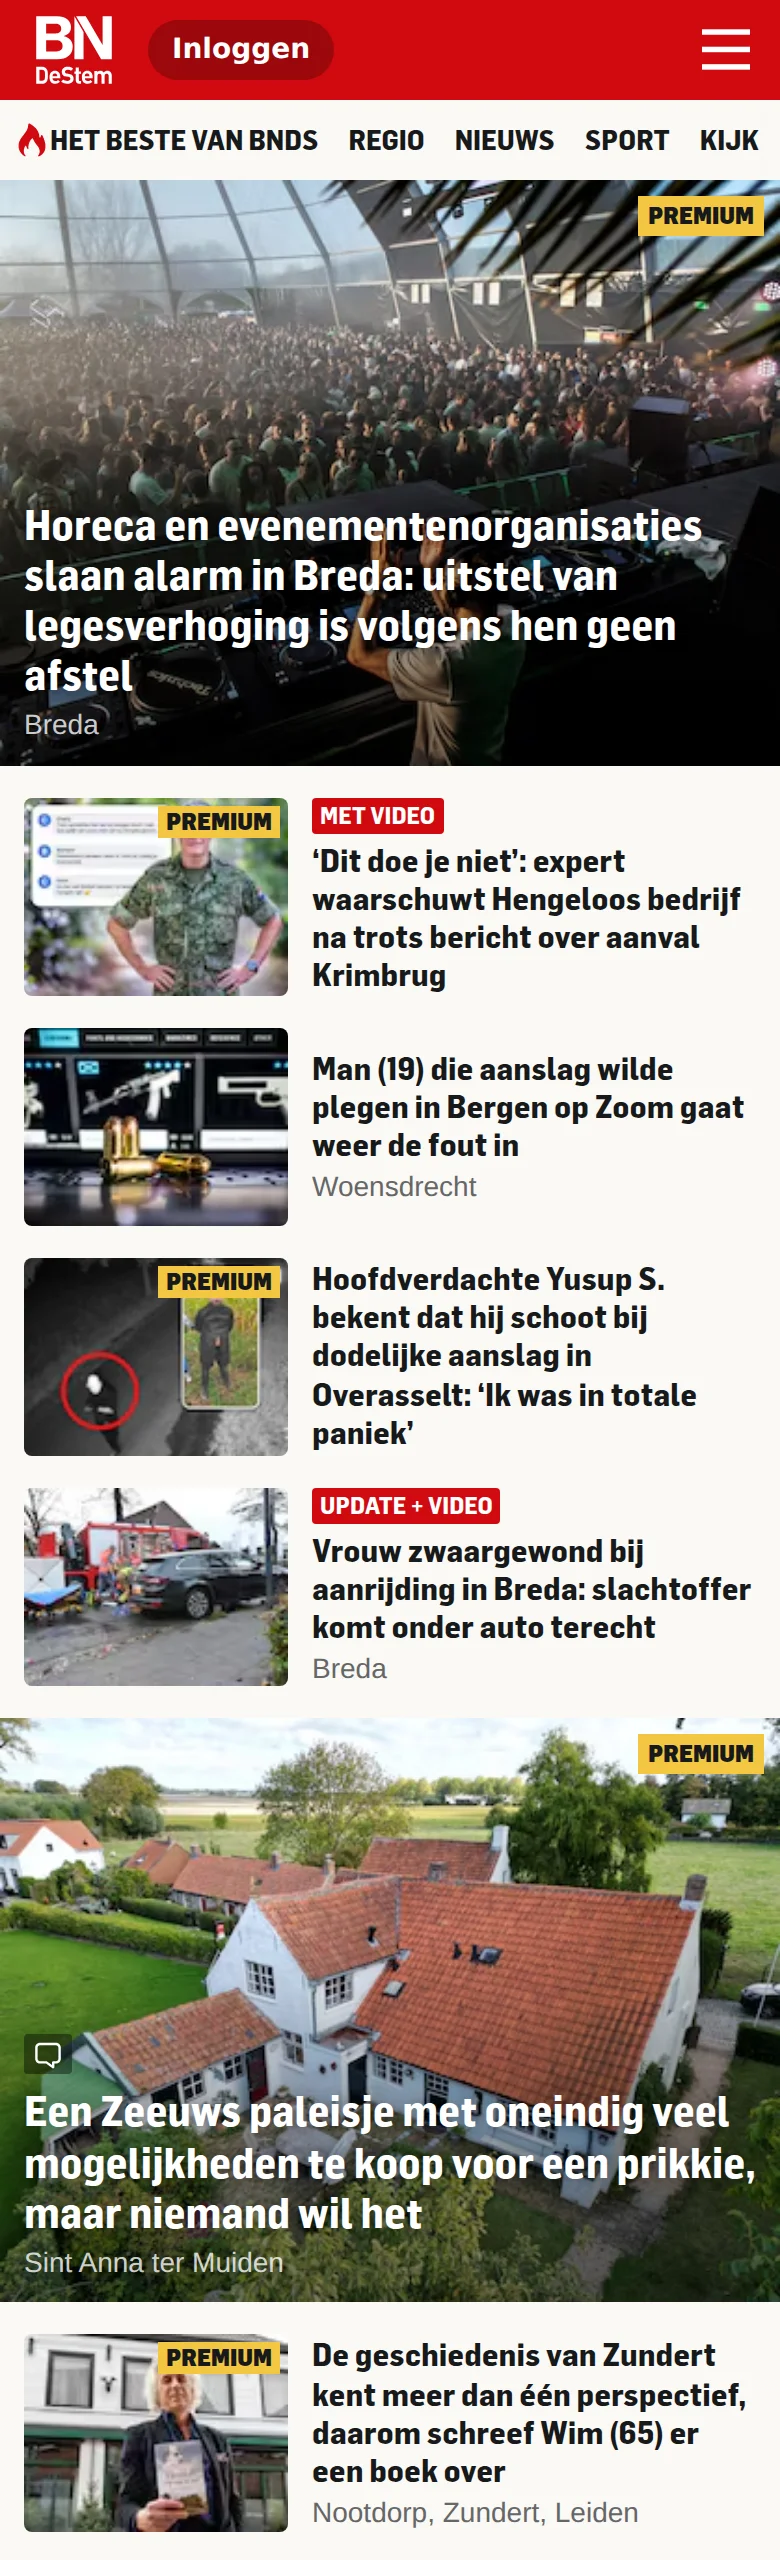 BN
DeStem
Inloggen
HET BESTE VAN BNDS
REGIO
NIEUWS
SPORT
KIJK
PREMIUM
Horeca en evenementenorganisaties
slaan alarm in Breda: uitstel van
legesverhoging is volgens hen geen
afstel
Breda
PREMIUM
MET VIDEO
‘Dit doe je niet’: expert
waarschuwt Hengeloos bedrijf
na trots bericht over aanval
Krimbrug
Man (19) die aanslag wilde
plegen in Bergen op Zoom gaat
weer de fout in
Woensdrecht
PREMIUM
Hoofdverdachte Yusup S.
bekent dat hij schoot bij
dodelijke aanslag in
Overasselt: ‘Ik was in totale
paniek’
UPDATE + VIDEO
Vrouw zwaargewond bij
aanrijding in Breda: slachtoffer
komt onder auto terecht
Breda
PREMIUM
Een Zeeuws paleisje met oneindig veel
mogelijkheden te koop voor een prikkie,
maar niemand wil het
Sint Anna ter Muiden
PREMIUM
De geschiedenis van Zundert
kent meer dan één perspectief,
daarom schreef Wim (65) er
een boek over
Nootdorp, Zundert, Leiden